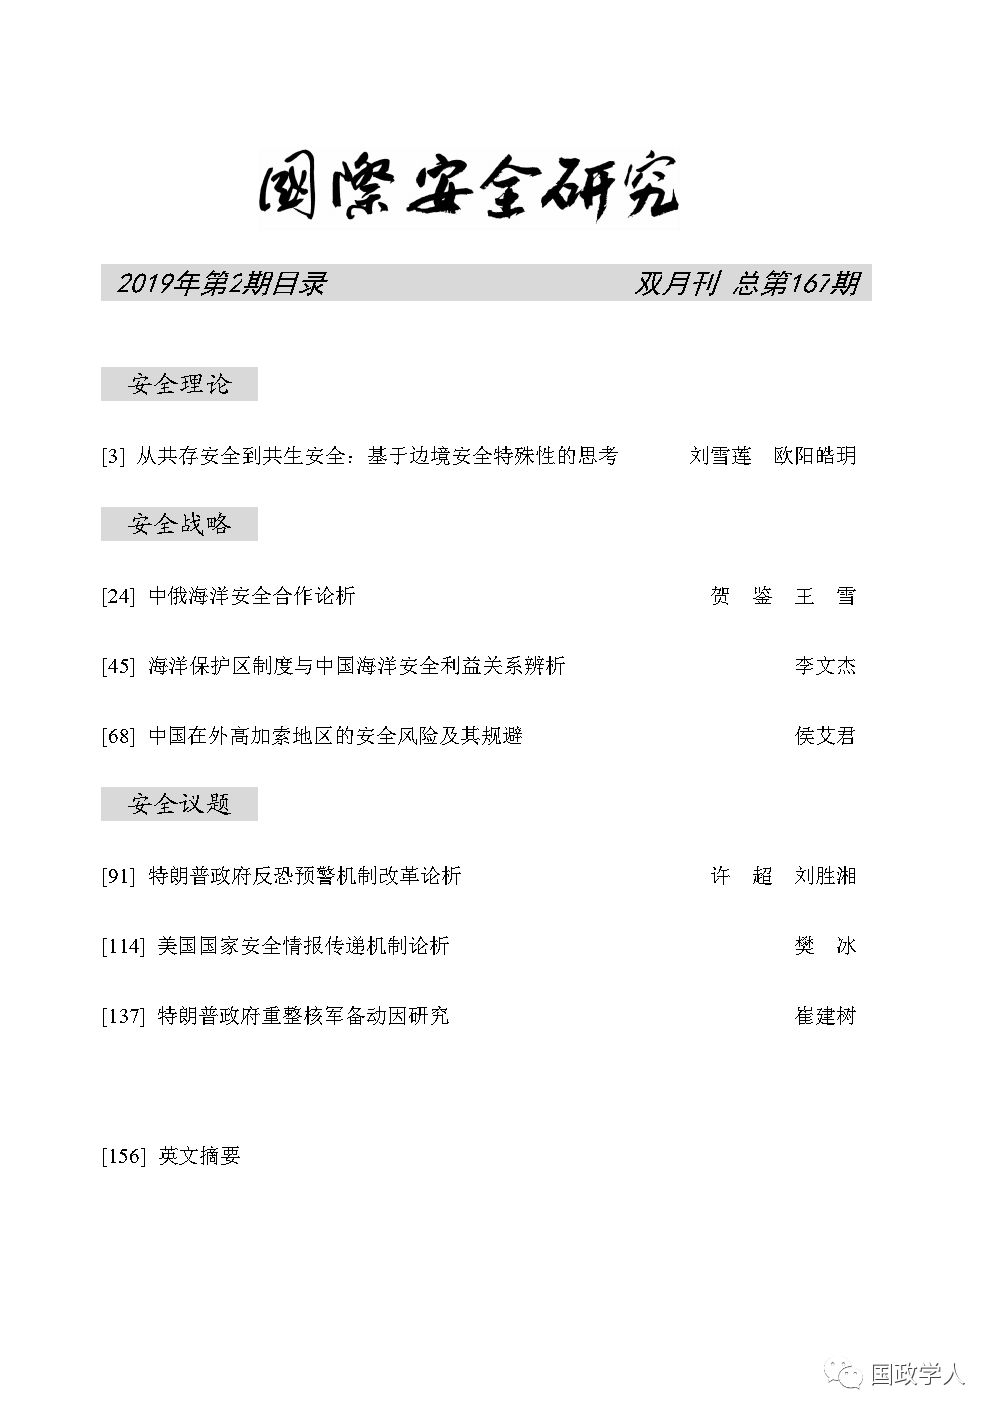 國際安全研究
2019年第2期目录 双月刊 总第167期
安全理论
[3] 从共存安全到共生安全：基于边境安全特殊性的思考 刘雪莲 欧阳皓玥
安全战略
[24] 中俄海洋安全合作论析 贺 鉴 王 雪
[45] 海洋保护区制度与中国海洋安全利益关系辨析 李文杰
[68] 中国在外高加索地区的安全风险及其规避 侯艾君
安全议题
[91] 特朗普政府反恐预警机制改革论析 许 超 刘胜湘
[114] 美国国家安全情报传递机制论析 樊 冰
[137] 特朗普政府重整核军备动因研究 崔建树
[156] 英文摘要
国政学人